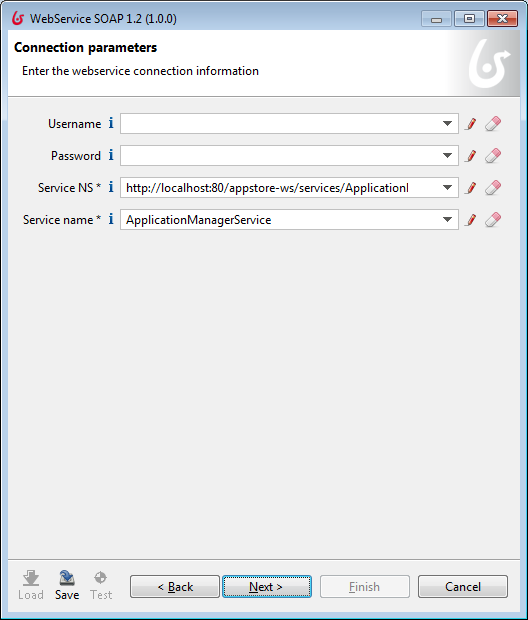 WebService SOAP 1.2 (1.0.0)
Connection parameters
Enter the webservice connection information
Username
Password
Service NS * http://localhost:80/appstore-ws/services/Application
Service name * ApplicationManagerService
Load Save Test < Back Next > Finish Cancel